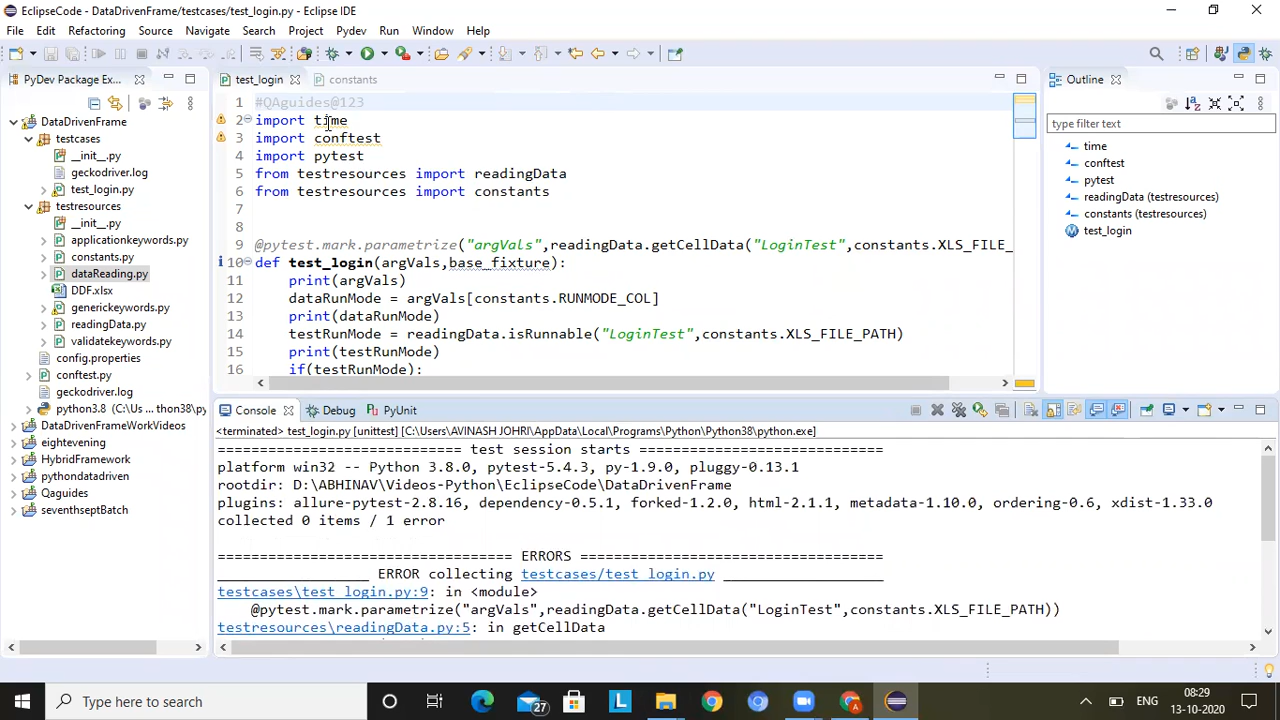 EclipseCode - DataDrivenFrame/testcases/test_login.py - Eclipse IDE
File Edit Refactoring Source Navigate Search Project Pydev Run Window Help
PyDev Package Ex...
DataDrivenFrame
testcases
__init__.py
geckodriver.log
test_login.py
testresources
__init__.py
applicationkeywords.py
constants.py
dataReading.py
DDF.xlsx
generickeywords.py
readingData.py
validatekeywords.py
config.properties
conftest.py
geckodriver.log
python3.8 (C:\Us ... thon38\py
DataDrivenFrameWorkVideos
eightevening
HybridFramework
pythondatadriven
Qaguides
seventhseptBatch
test_login constants
1 #QAguides@123
2 import time
3 import conftest
4 import pytest
5 from testresources import readingData
6 from testresources import constants
7
8
9 @pytest.mark.parametrize("argVals",readingData.getCellData("LoginTest",constants.XLS_FILE_
10 def test_login(argVals,base_fixture):
11 print(argVals)
12 dataRunMode = argVals[constants.RUNMODE_COL]
13 print(dataRunMode)
14 testRunMode = readingData.isRunnable("LoginTest",constants.XLS_FILE_PATH)
15 print(testRunMode)
16 if(testRunMode):
Outline
type filter text
time
conftest
pytest
readingData (testresources)
constants (testresources)
test_login
Console Debug PyUnit
<terminated> test_login.py [unittest] [C:\Users\AVINASH JOHRI\AppData\Local\Programs\Python\Python38\python.exe]
============================= test session starts =============================
platform win32 -- Python 3.8.0, pytest-5.4.3, py-1.9.0, pluggy-0.13.1
rootdir: D:\ABHINAV\Videos-Python\EclipseCode\DataDrivenFrame
plugins: allure-pytest-2.8.16, dependency-0.5.1, forked-1.2.0, html-2.1.1, metadata-1.10.0, ordering-0.6, xdist-1.33.0
collected 0 items / 1 error
=================================== ERRORS ====================================
__________________ ERROR collecting testcases/test_login.py ___________________
testcases\test_login.py:9: in <module>
@pytest.mark.parametrize("argVals",readingData.getCellData("LoginTest",constants.XLS_FILE_PATH))
testresources\readingData.py:5: in getCellData
Type here to search
27
L
A
ENG
08:29
13-10-2020